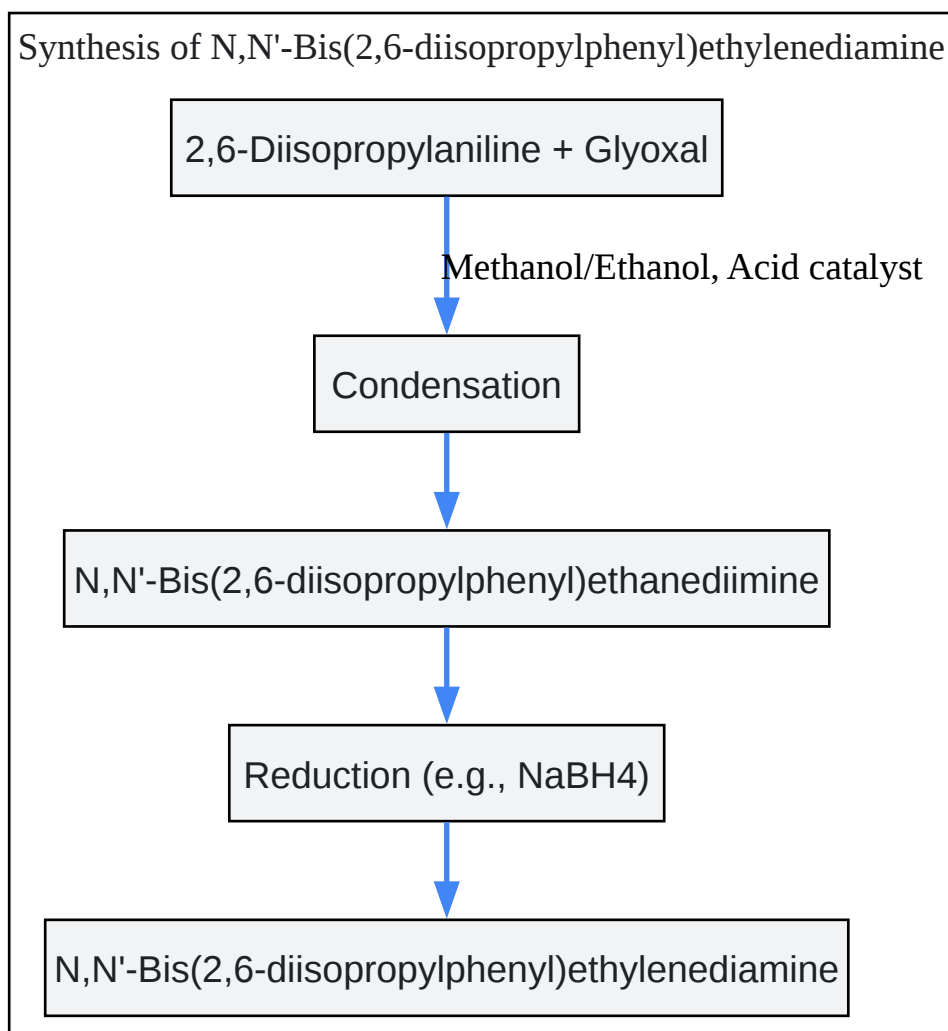 Synthesis of N,N'-Bis(2,6-diisopropylphenyl)ethylenediamine
2,6-Diisopropylaniline + Glyoxal
Methanol/Ethanol, Acid catalyst
Condensation
N,N'-Bis(2,6-diisopropylphenyl)ethanediimine
Reduction (e.g., NaBH4)
N,N'-Bis(2,6-diisopropylphenyl)ethylenediamine